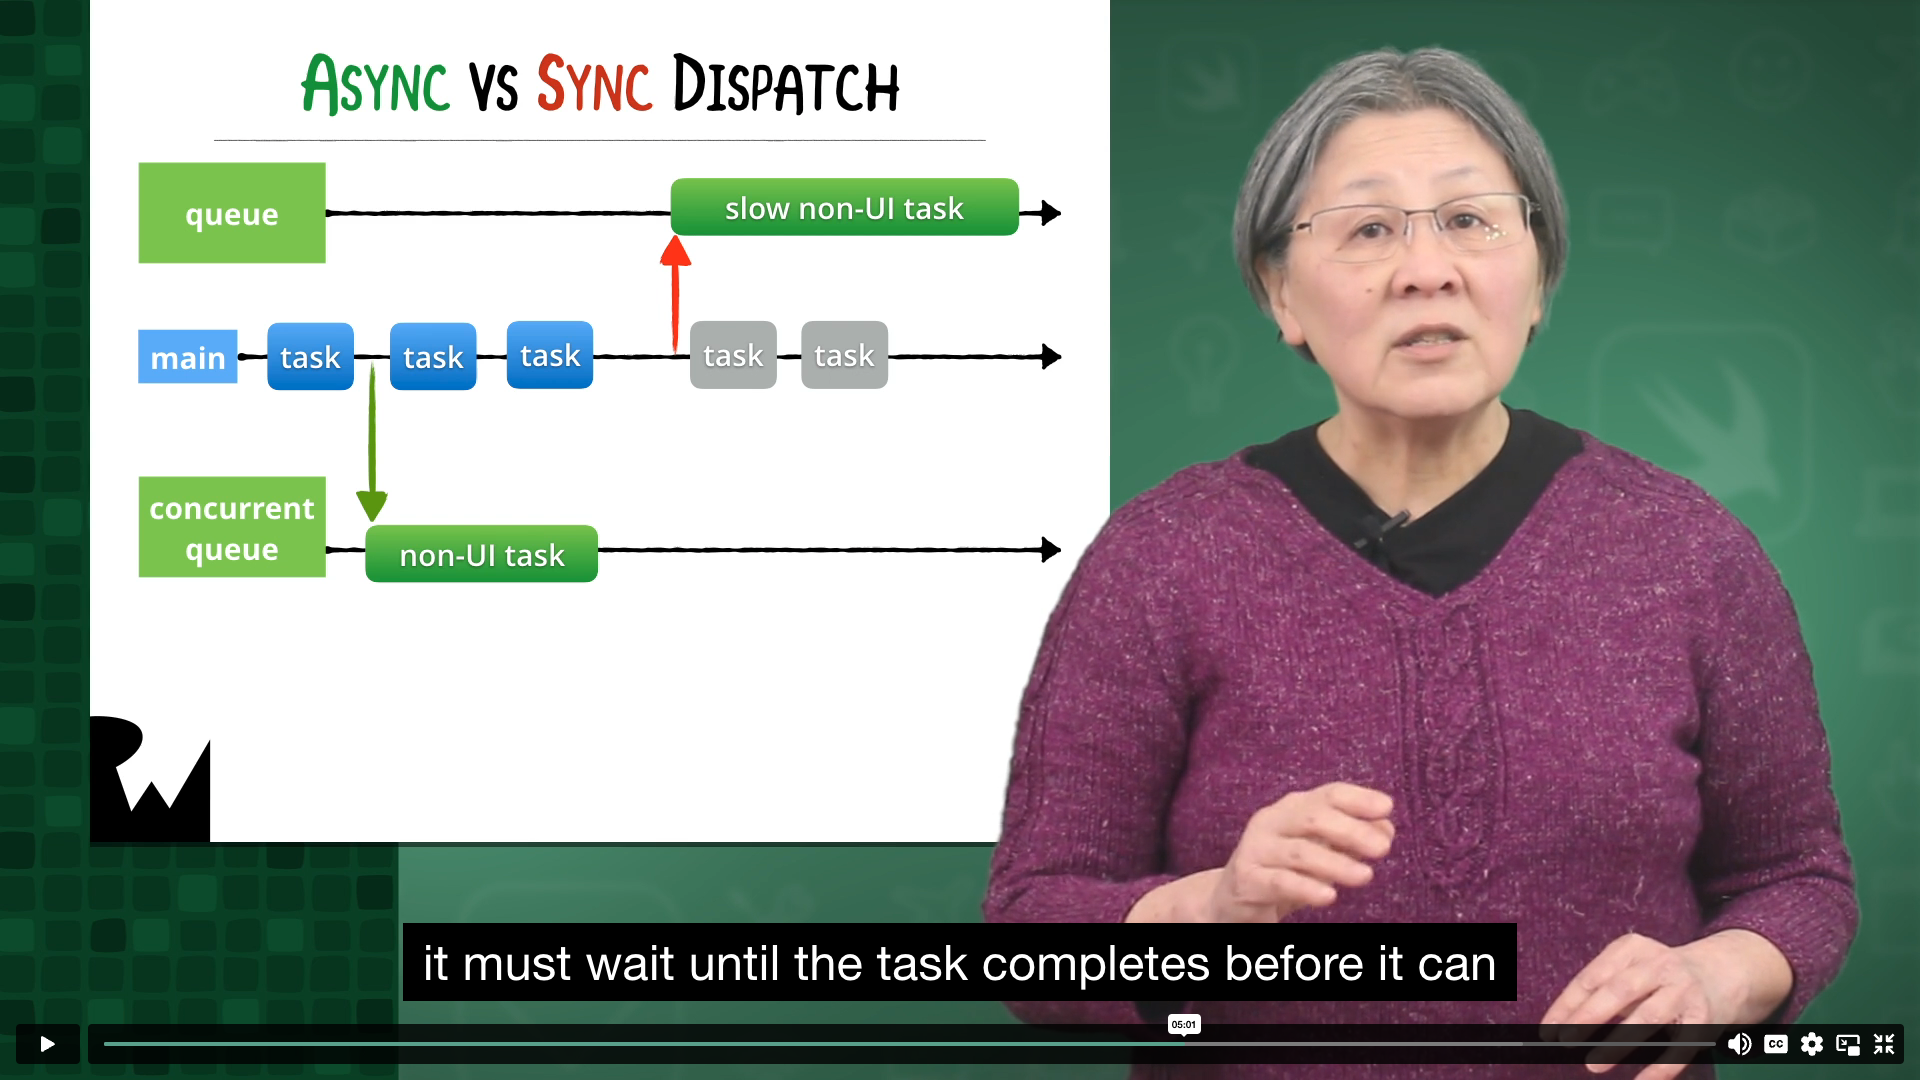 ASYNC VS SYNC DISPATCH
queue
slow non-UI task
main
task
task
task
task
task
concurrent
queue
non-UI task
RW
it must wait until the task completes before it can
05:01
CC